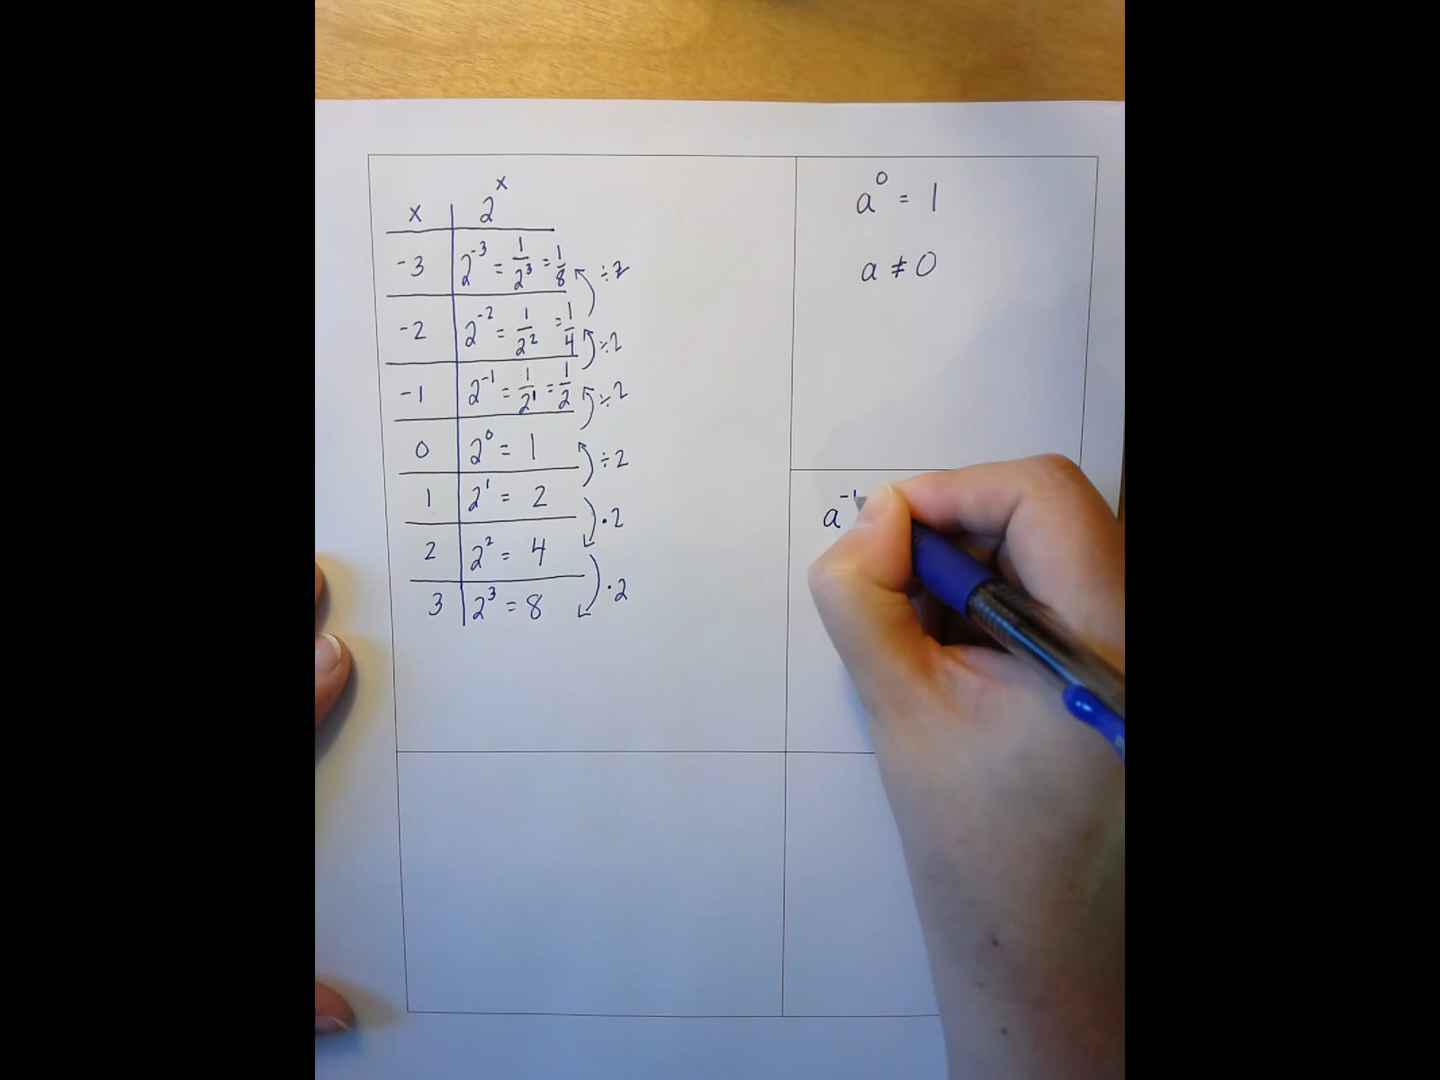 x 2^x
-3 2^-3 = 1/2^3 = 1/8 ÷2
-2 2^-2 = 1/2^2 = 1/4 ÷2
-1 2^-1 = 1/2^1 = 1/2 ÷2
0 2^0 = 1 ÷2
1 2^1 = 2 ·2
2 2^2 = 4 ·2
3 2^3 = 8
a^0 = 1
a ≠ 0
a^-1